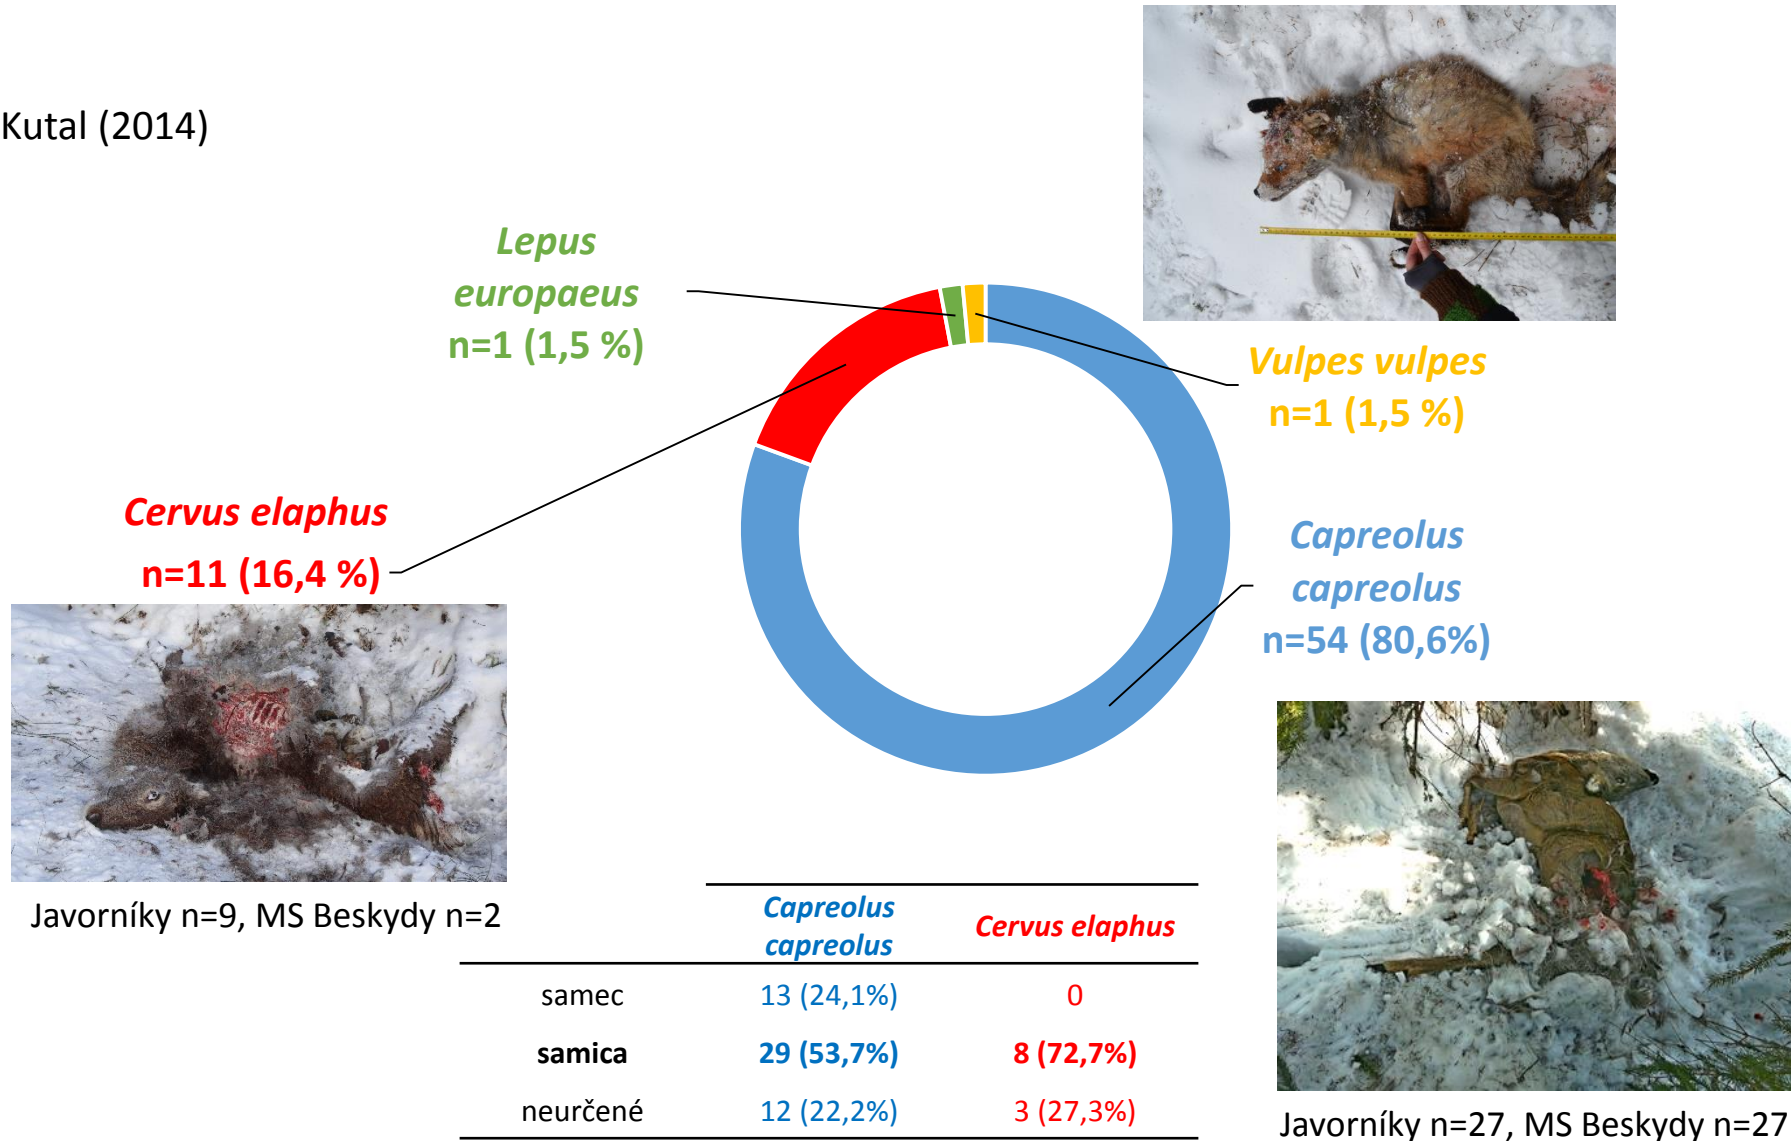 Kutal (2014)
Lepus
europaeus
n=1 (1,5 %)
Vulpes vulpes
n=1 (1,5 %)
Cervus elaphus
n=11 (16,4 %)
Capreolus
capreolus
n=54 (80,6%)
Javorníky n=9, MS Beskydy n=2
Capreolus
capreolus
Cervus elaphus
samec 13 (24,1%) 0
samica 29 (53,7%) 8 (72,7%)
neurčené 12 (22,2%) 3 (27,3%)
Javorníky n=27, MS Beskydy n=27